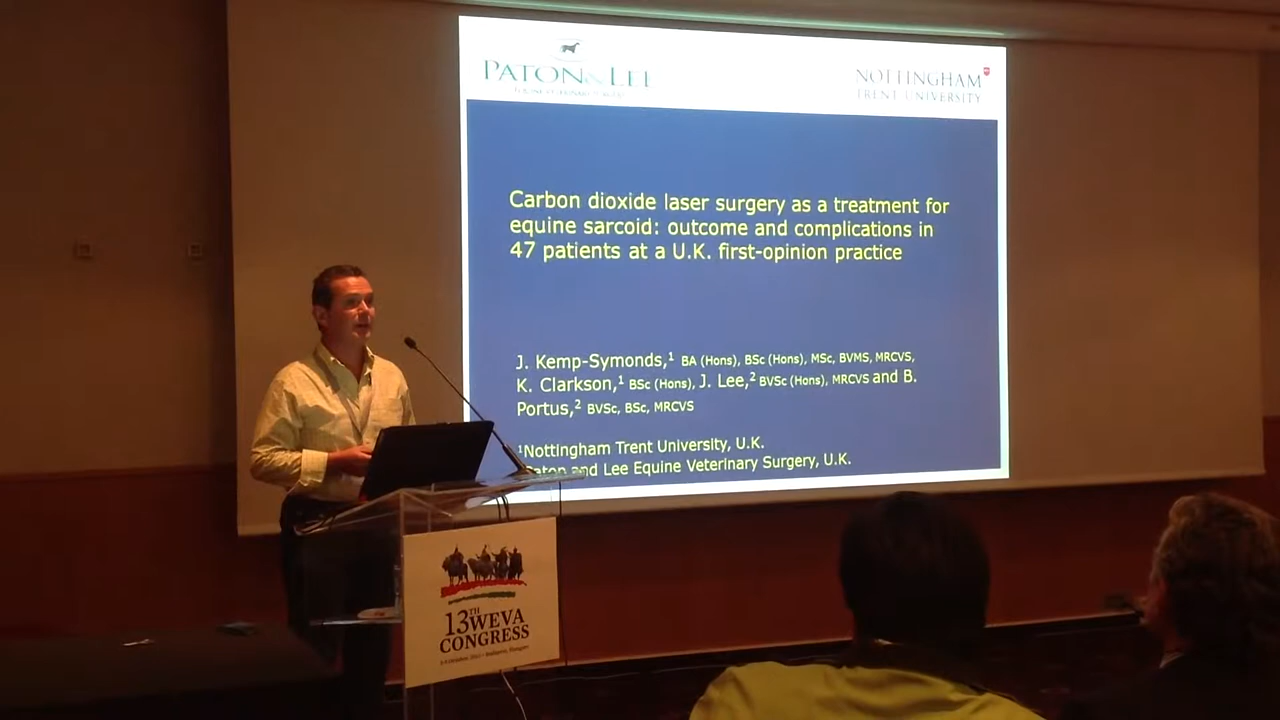 PATON & LEE
NOTTINGHAM
TRENT UNIVERSITY
Carbon dioxide laser surgery as a treatment for
equine sarcoid: outcome and complications in
47 patients at a U.K. first-opinion practice
J. Kemp-Symonds,¹ BA (Hons), BSc (Hons), MSc, BVMS, MRCVS,
K. Clarkson,¹ BSc (Hons), J. Lee,² BVSc (Hons), MRCVS and B.
Portus,² BVSc, BSc, MRCVS
¹Nottingham Trent University, U.K.
Paton and Lee Equine Veterinary Surgery, U.K.
13TH WEVA
CONGRESS